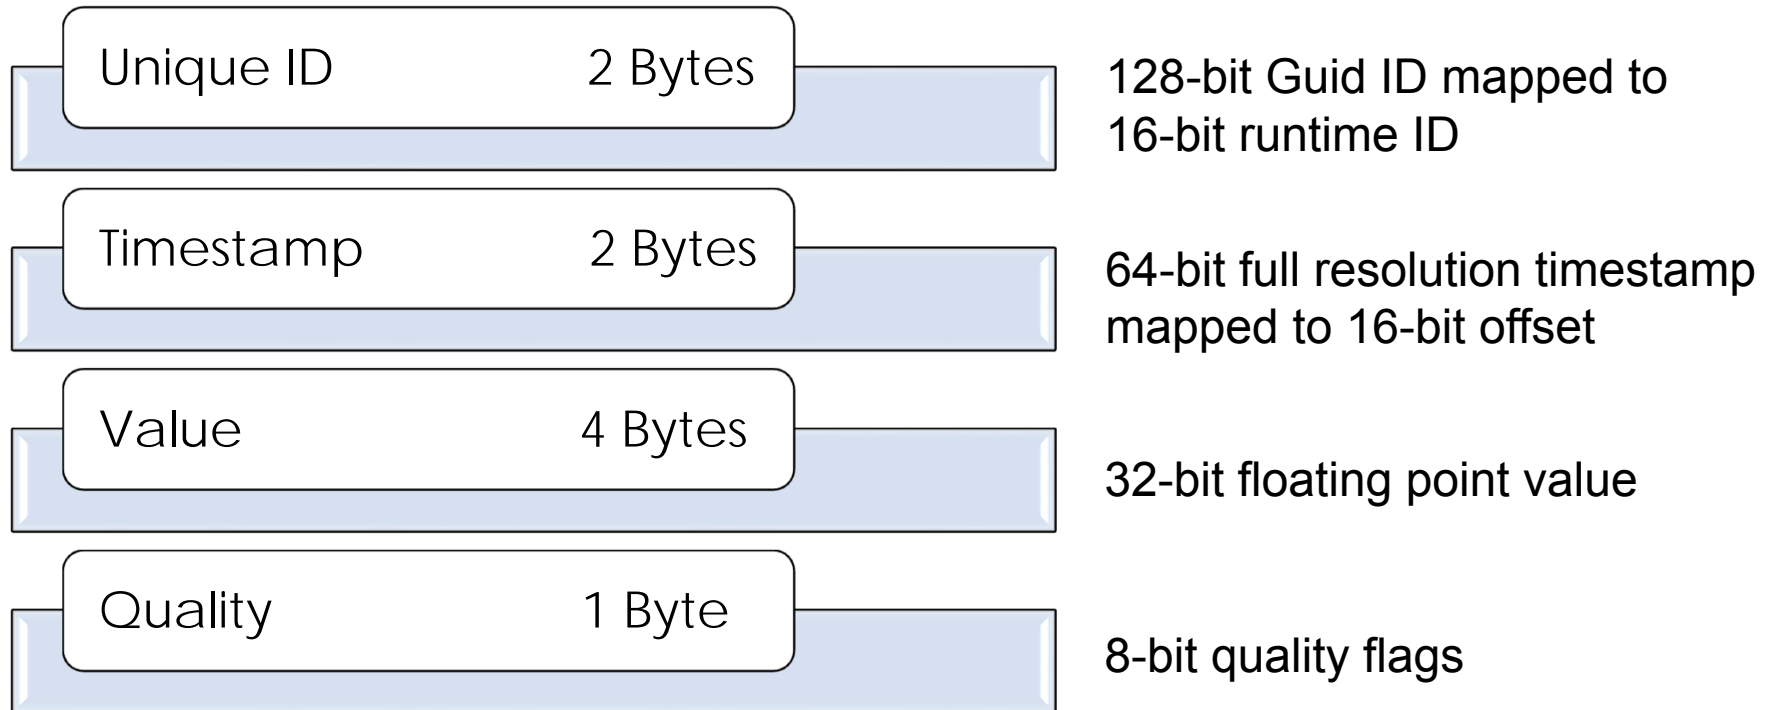 Unique ID 2 Bytes
128-bit Guid ID mapped to
16-bit runtime ID
Timestamp 2 Bytes
64-bit full resolution timestamp
mapped to 16-bit offset
Value 4 Bytes
32-bit floating point value
Quality 1 Byte
8-bit quality flags